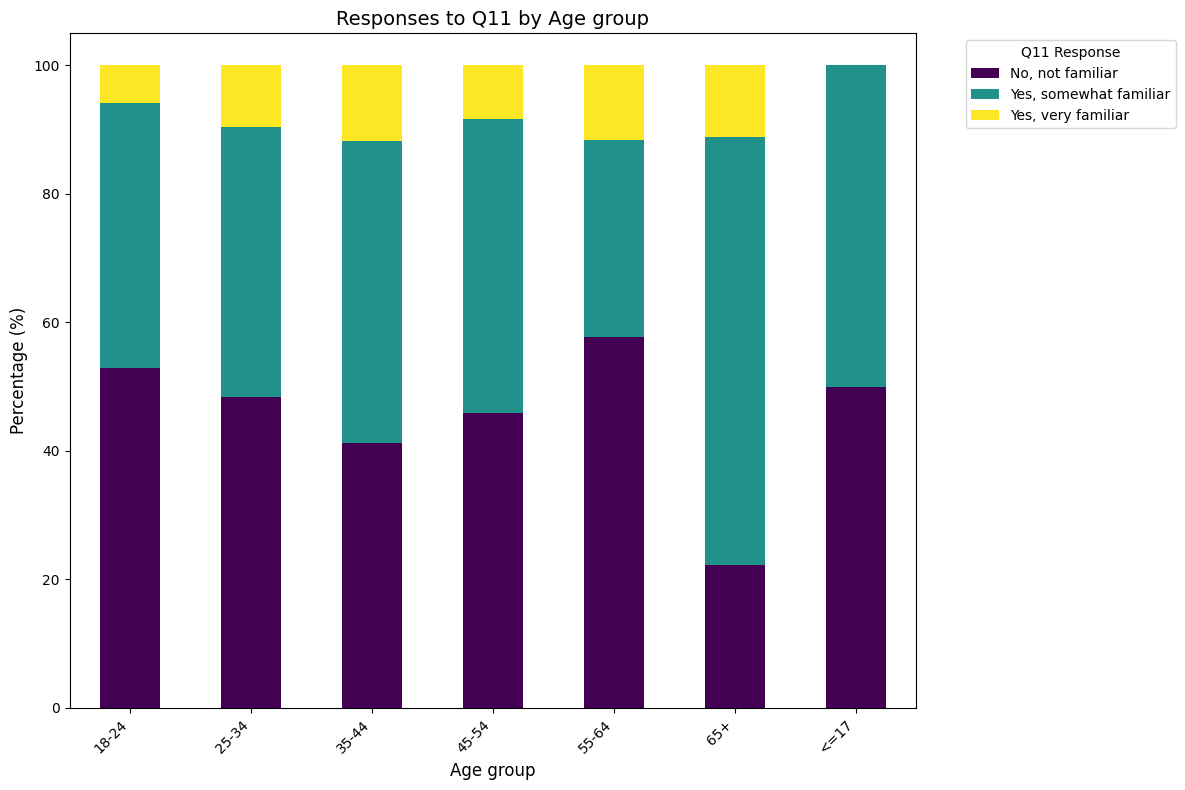 Responses to Q11 by Age group
Q11 Response
No, not familiar
Yes, somewhat familiar
Yes, very familiar
Percentage (%)
100
80
60
40
20
0
18-24
25-34
35-44
45-54
55-64
65+
<=17
Age group